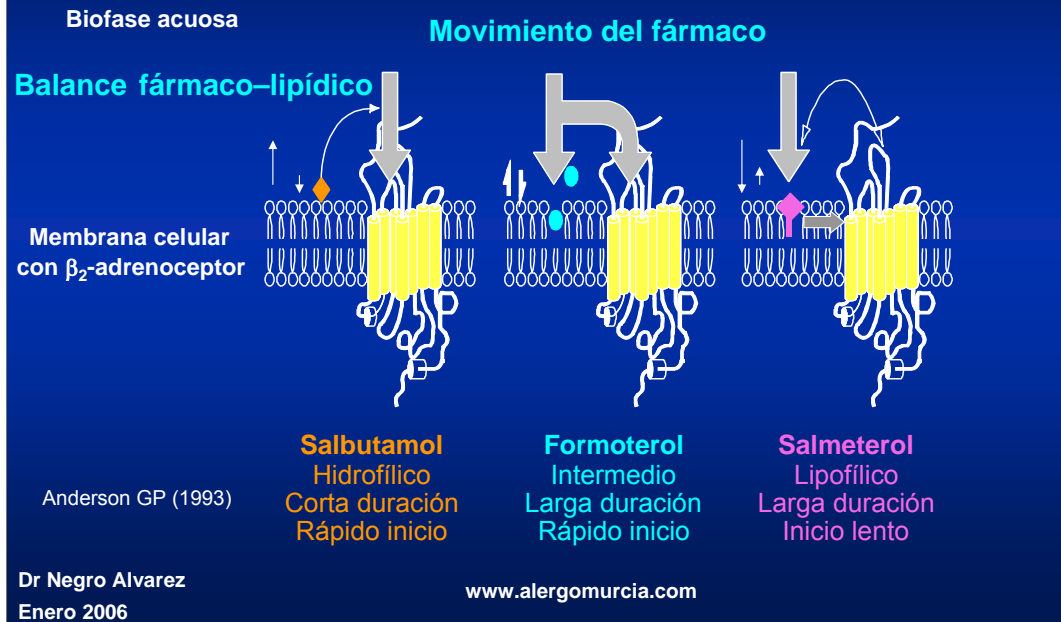 Biofase acuosa
Movimiento del fármaco
Balance fármaco–lipídico
Membrana celular
con β2-adrenoceptor
Salbutamol
Hidrofílico
Corta duración
Rápido inicio
Formoterol
Intermedio
Larga duración
Rápido inicio
Salmeterol
Lipofílico
Larga duración
Inicio lento
Anderson GP (1993)
Dr Negro Alvarez
Enero 2006
www.alergomurcia.com